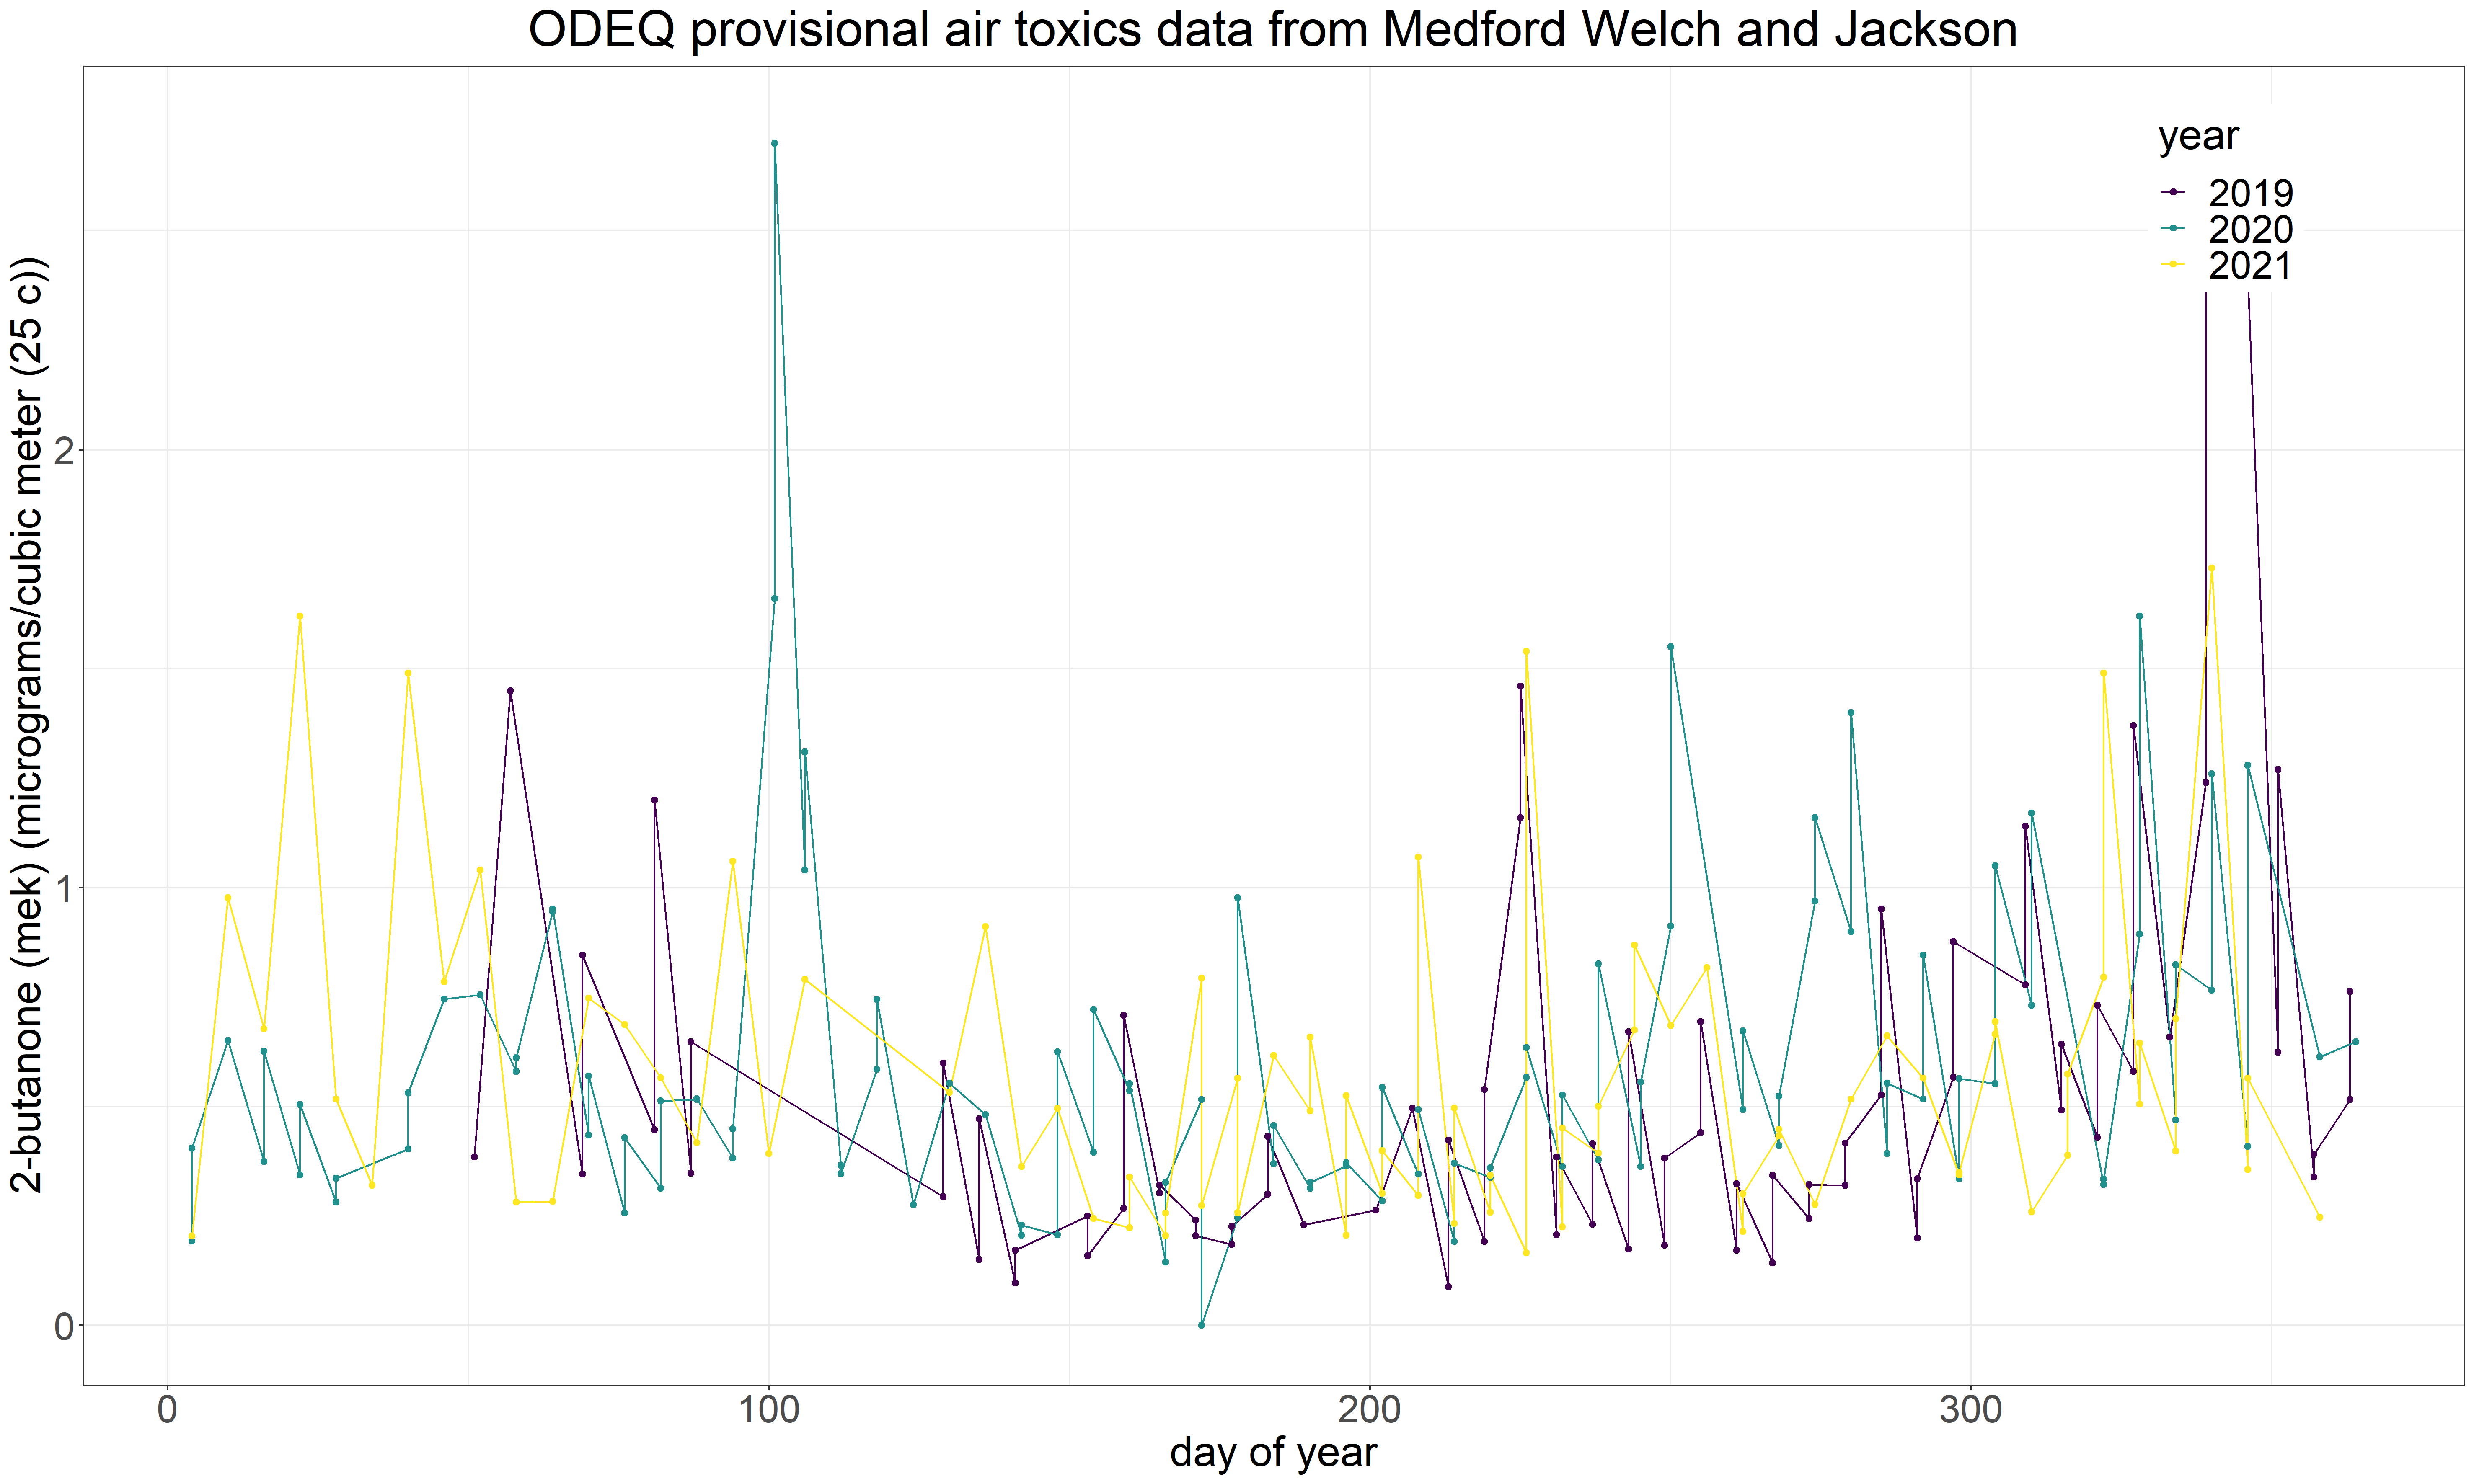 ODEQ provisional air toxics data from Medford Welch and Jackson
2-butanone (mek) (micrograms/cubic meter (25 c))
year
2019
2020
2021
2
1
0
0 100 200 300
day of year